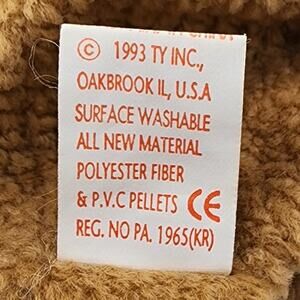 © 1993 TY INC.,
OAKBROOK IL, U.S.A
SURFACE WASHABLE
ALL NEW MATERIAL
POLYESTER FIBER
& P.V.C PELLETS CE
REG. NO PA. 1965(KR)